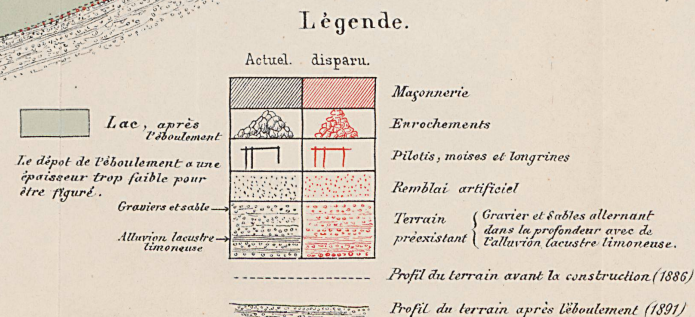 Légende.
Actuel. disparu.
Maçonnerie
Enrochements
Pilotis, moises et longrines
Remblai artificiel
Terrain préexistant
Gravier et Sables alternant
dans la profondeur avec de
l'alluvion lacustre limoneuse.
Lac, après
l'éboulement
Le dépot de l'éboulement a une
épaisseur trop faible pour
être figuré.
Graviers et sable
Alluvion lacustre
limoneuse
Profil du terrain avant la construction. (1886)
Profil du terrain après l'éboulement (1891)